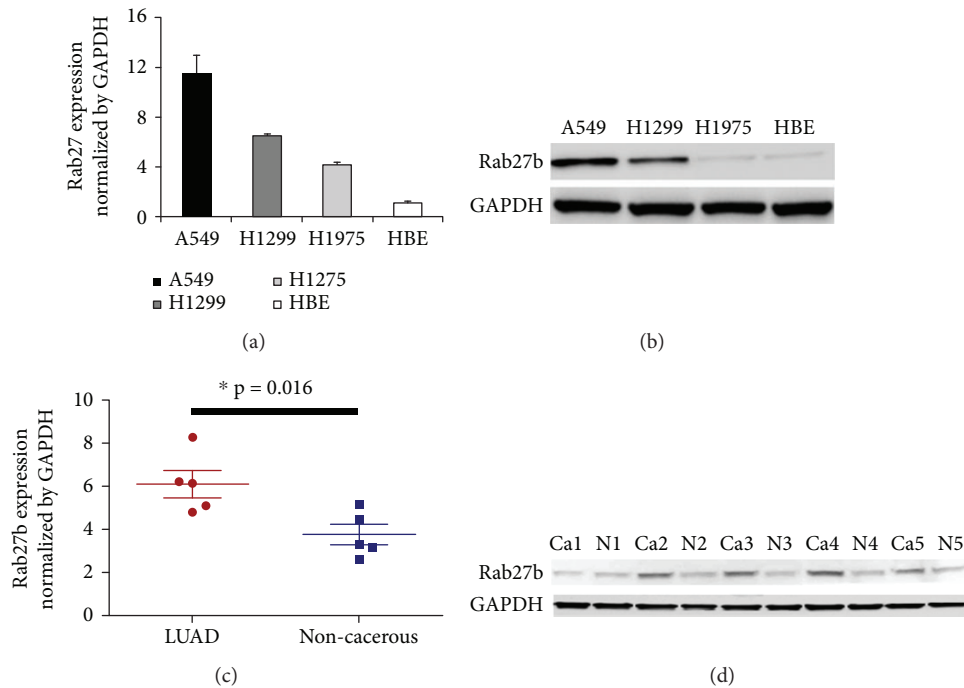 Rab27 expression
normalized by GAPDH
16
12
8
4
0
A549 H1299 H1975 HBE
A549 H1275
H1299 HBE
(a)
A549 H1299 H1975 HBE
Rab27b
GAPDH
(b)
* p = 0.016
Rab27b expression
normalized by GAPDH
10
8
6
4
2
0
LUAD Non-cacerous
(c)
Ca1 N1 Ca2 N2 Ca3 N3 Ca4 N4 Ca5 N5
Rab27b
GAPDH
(d)